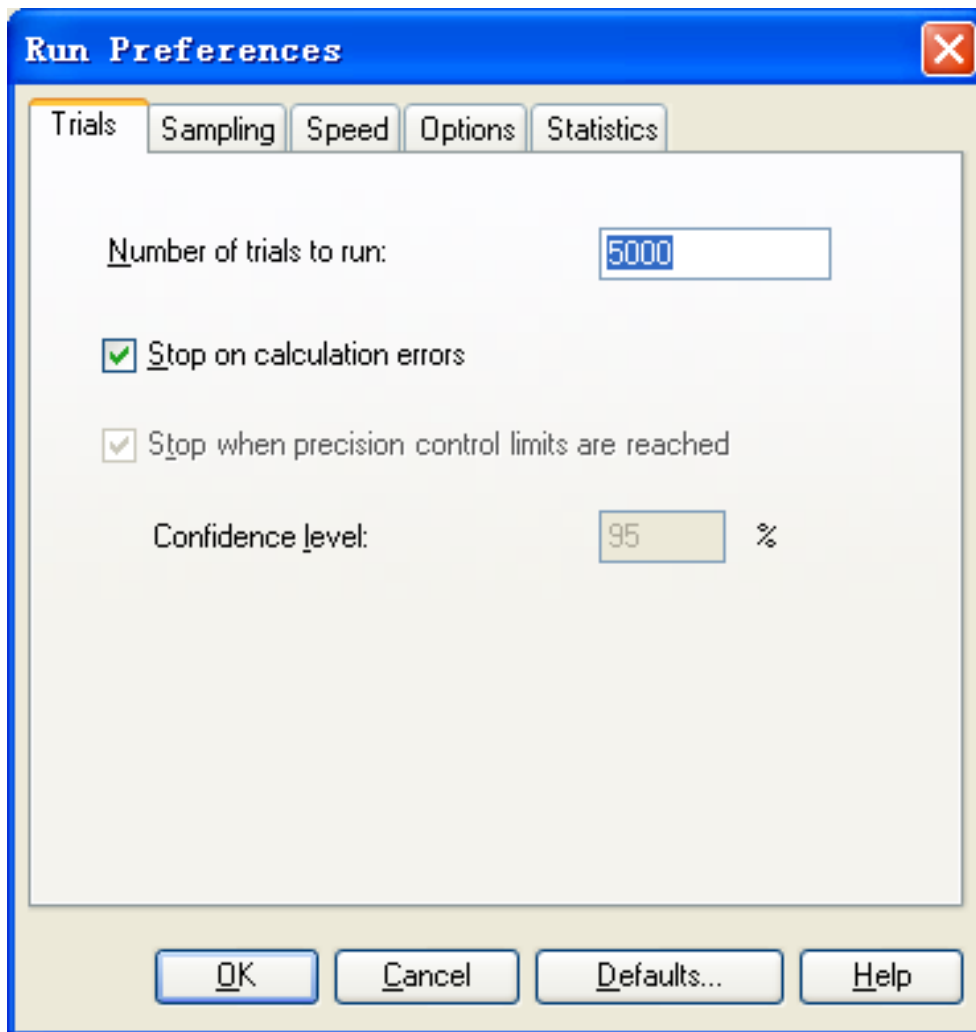 Run Preferences
Trials Sampling Speed Options Statistics
Number of trials to run: 5000
Stop on calculation errors
Stop when precision control limits are reached
Confidence level: 95 %
OK Cancel Defaults... Help